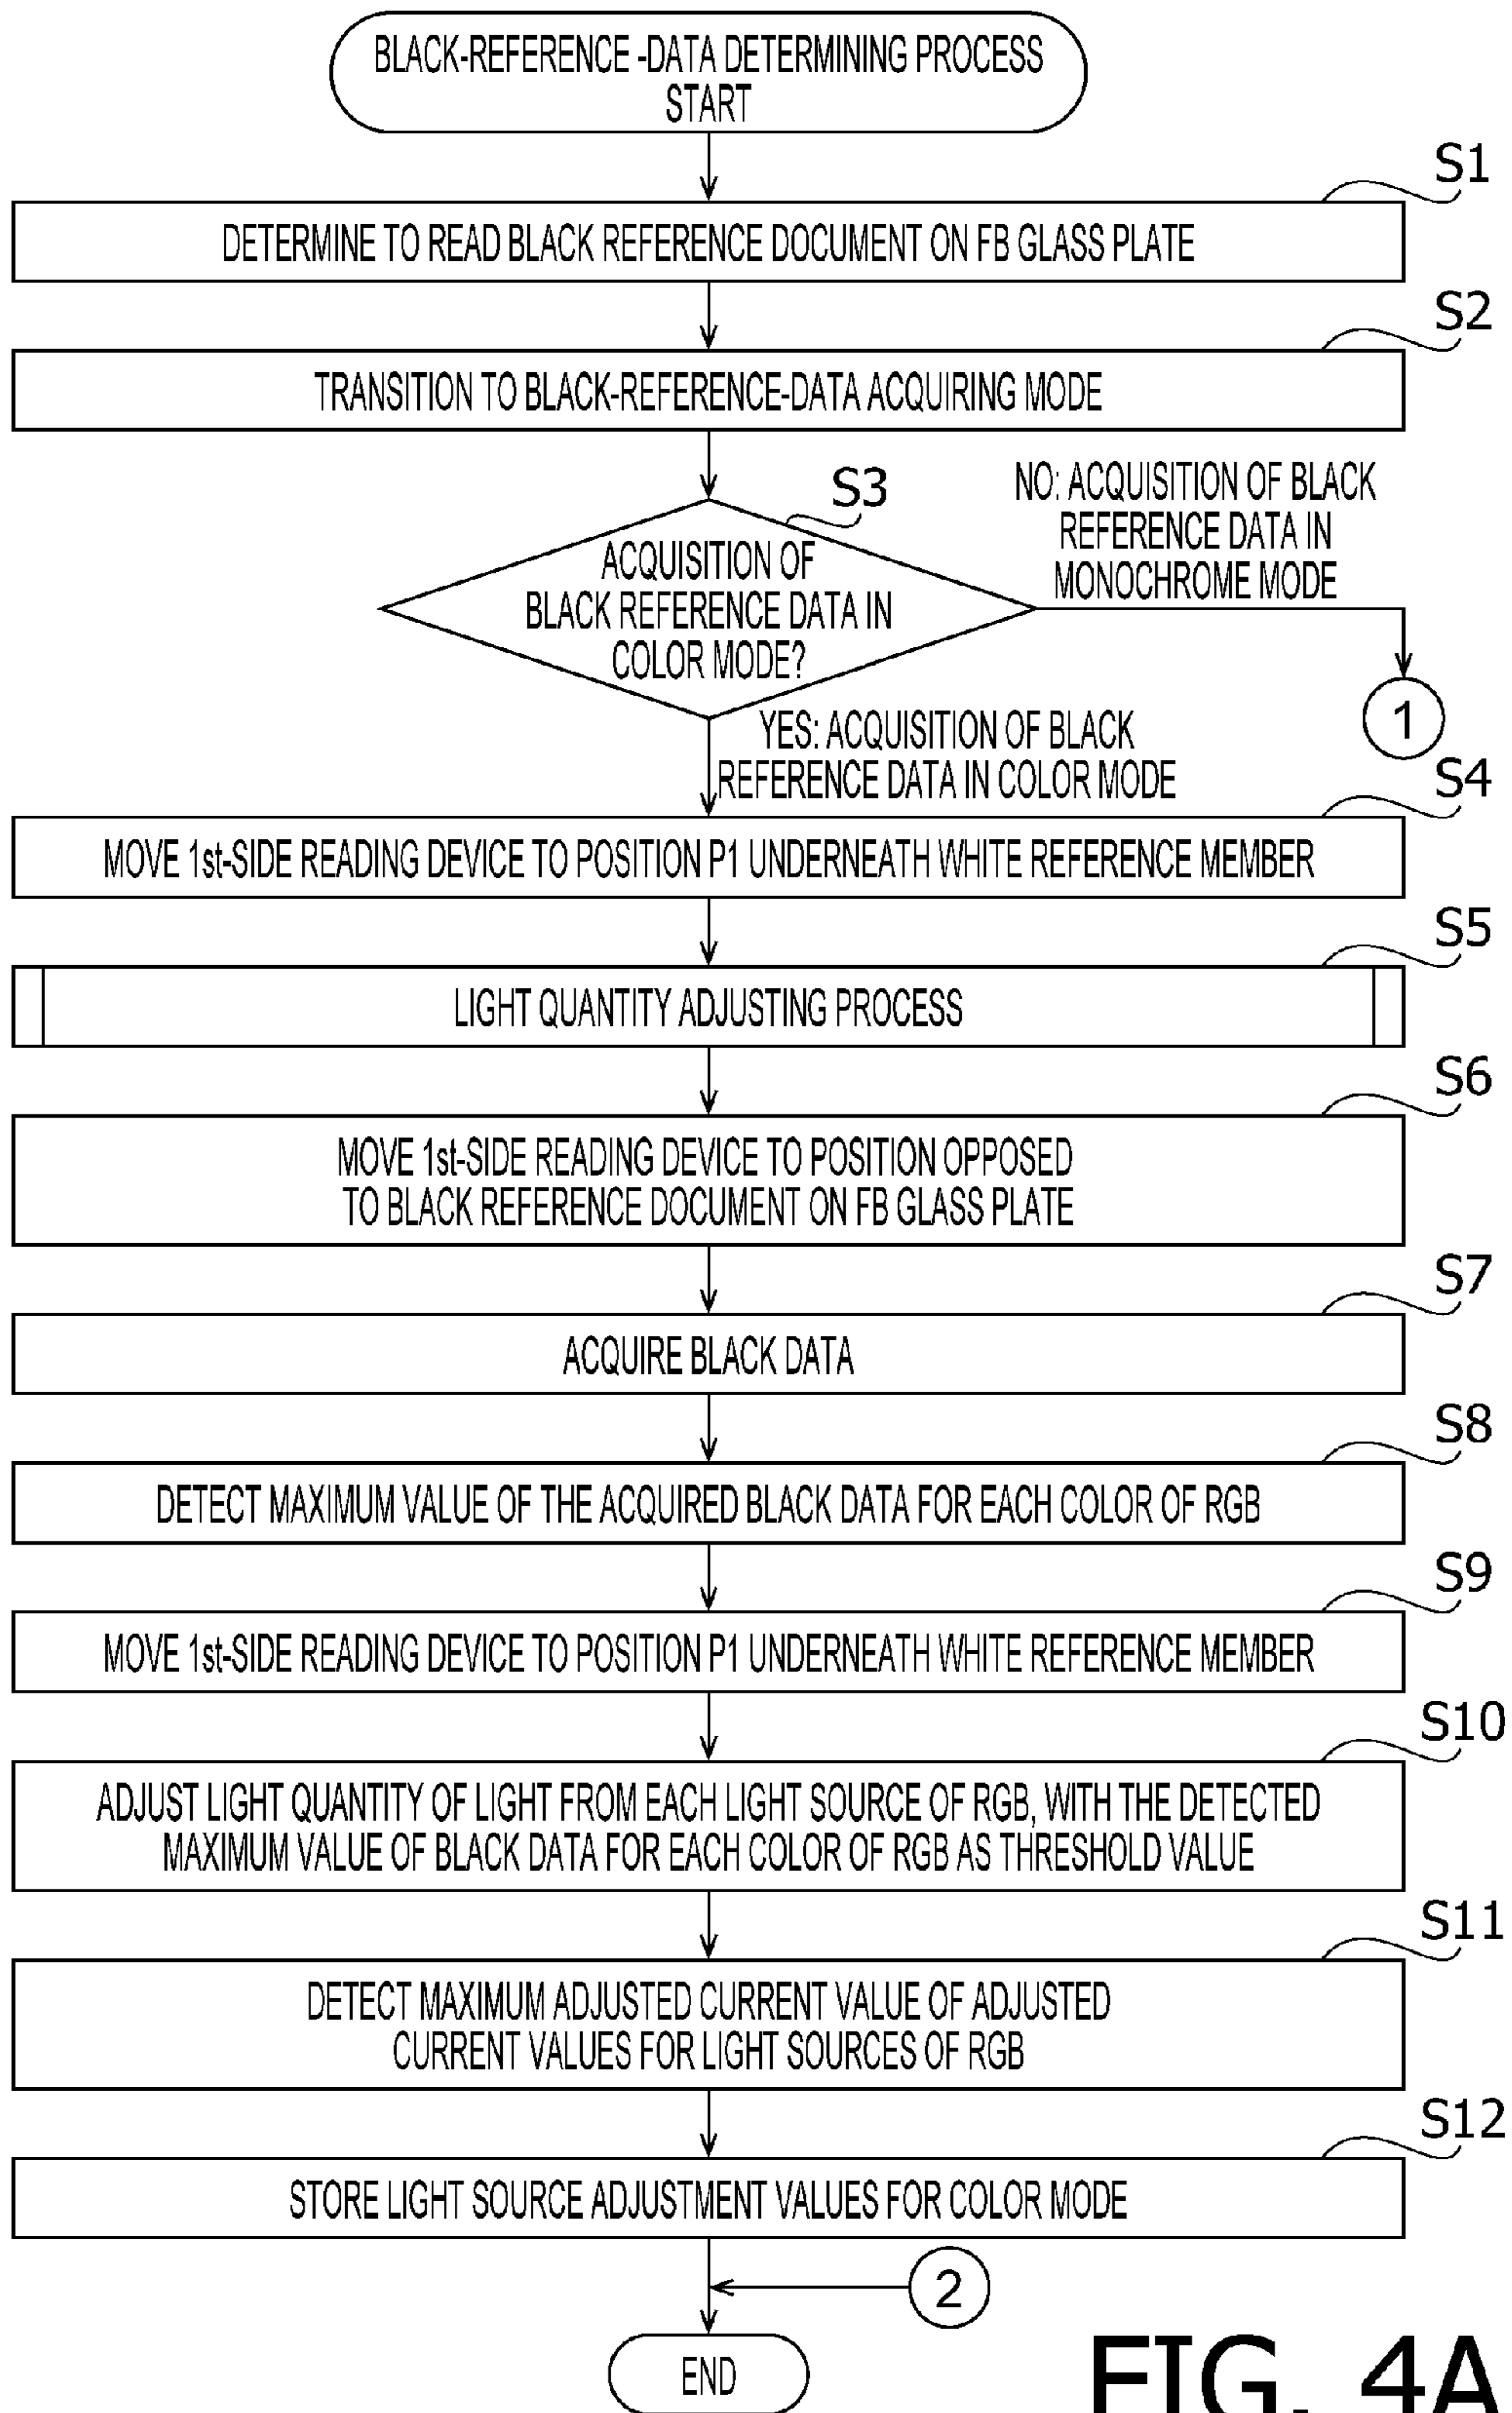 BLACK-REFERENCE -DATA DETERMINING PROCESS
START
S1
DETERMINE TO READ BLACK REFERENCE DOCUMENT ON FB GLASS PLATE
S2
TRANSITION TO BLACK-REFERENCE-DATA ACQUIRING MODE
S3
ACQUISITION OF
BLACK REFERENCE DATA IN
COLOR MODE?
NO: ACQUISITION OF BLACK
REFERENCE DATA IN
MONOCHROME MODE
1
YES: ACQUISITION OF BLACK
REFERENCE DATA IN COLOR MODE
S4
MOVE 1st-SIDE READING DEVICE TO POSITION P1 UNDERNEATH WHITE REFERENCE MEMBER
S5
LIGHT QUANTITY ADJUSTING PROCESS
S6
MOVE 1st-SIDE READING DEVICE TO POSITION OPPOSED
TO BLACK REFERENCE DOCUMENT ON FB GLASS PLATE
S7
ACQUIRE BLACK DATA
S8
DETECT MAXIMUM VALUE OF THE ACQUIRED BLACK DATA FOR EACH COLOR OF RGB
S9
MOVE 1st-SIDE READING DEVICE TO POSITION P1 UNDERNEATH WHITE REFERENCE MEMBER
S10
ADJUST LIGHT QUANTITY OF LIGHT FROM EACH LIGHT SOURCE OF RGB, WITH THE DETECTED
MAXIMUM VALUE OF BLACK DATA FOR EACH COLOR OF RGB AS THRESHOLD VALUE
S11
DETECT MAXIMUM ADJUSTED CURRENT VALUE OF ADJUSTED
CURRENT VALUES FOR LIGHT SOURCES OF RGB
S12
STORE LIGHT SOURCE ADJUSTMENT VALUES FOR COLOR MODE
2
END
FIG. 4A